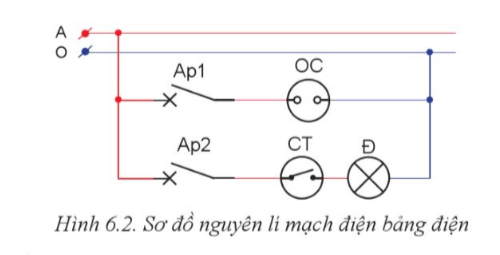 A
O
Ap1
OC
Ap2
CT
Đ
Hình 6.2. Sơ đồ nguyên lí mạch điện bảng điện